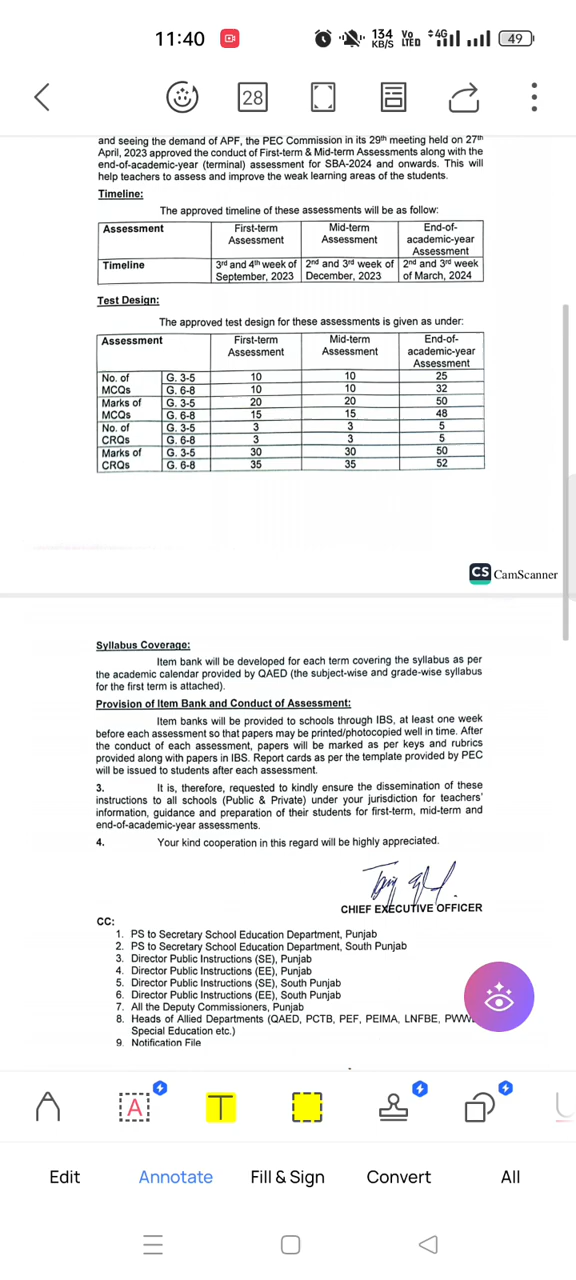 11:40
134 KB/S Vo LTED 4G 49
28
and seeing the demand of APF, the PEC Commission in its 29th meeting held on 27th
April, 2023 approved the conduct of First-term & Mid-term Assessments along with the
end-of-academic-year (terminal) assessment for SBA-2024 and onwards. This will
help teachers to assess and improve the weak learning areas of the students.
Timeline:
The approved timeline of these assessments will be as follow:
Assessment First-term Assessment Mid-term Assessment End-of-academic-year Assessment
Timeline 3rd and 4th week of September, 2023 2nd and 3rd week of December, 2023 2nd and 3rd week of March, 2024
Test Design:
The approved test design for these assessments is given as under:
Assessment First-term Assessment Mid-term Assessment End-of-academic-year Assessment
No. of MCQs G. 3-5 10 10 25
G. 6-8 10 10 32
Marks of MCQs G. 3-5 20 20 50
G. 6-8 15 15 48
No. of CRQs G. 3-5 3 3 5
G. 6-8 3 3 5
Marks of CRQs G. 3-5 30 30 50
G. 6-8 35 35 52
CS CamScanner
Syllabus Coverage:
Item bank will be developed for each term covering the syllabus as per
the academic calendar provided by QAED (the subject-wise and grade-wise syllabus
for the first term is attached).
Provision of Item Bank and Conduct of Assessment:
Item banks will be provided to schools through IBS, at least one week
before each assessment so that papers may be printed/photocopied well in time. After
the conduct of each assessment, papers will be marked as per keys and rubrics
provided along with papers in IBS. Report cards as per the template provided by PEC
will be issued to students after each assessment.
3. It is, therefore, requested to kindly ensure the dissemination of these
instructions to all schools (Public & Private) under your jurisdiction for teachers'
information, guidance and preparation of their students for first-term, mid-term and
end-of-academic-year assessments.
4. Your kind cooperation in this regard will be highly appreciated.
CHIEF EXECUTIVE OFFICER
CC:
1. PS to Secretary School Education Department, Punjab
2. PS to Secretary School Education Department, South Punjab
3. Director Public Instructions (SE), Punjab
4. Director Public Instructions (EE), Punjab
5. Director Public Instructions (SE), South Punjab
6. Director Public Instructions (EE), South Punjab
7. All the Deputy Commissioners, Punjab
8. Heads of Allied Departments (QAED, PCTB, PEF, PEIMA, LNFBE,
Special Education etc.)
9. Notification File
A T
Edit Annotate Fill & Sign Convert All